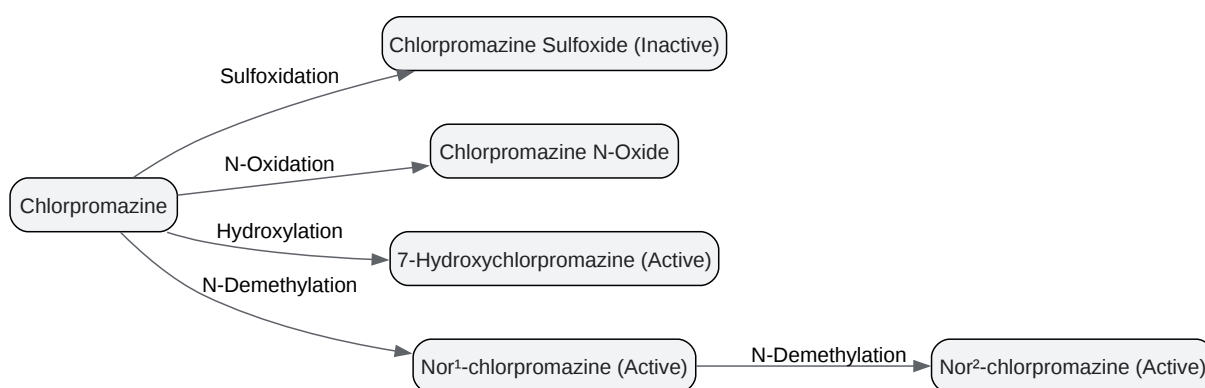 Chlorpromazine Sulfoxide (Inactive)
Sulfoxidation
Chlorpromazine N-Oxide
N-Oxidation
Chlorpromazine
Hydroxylation
7-Hydroxychlorpromazine (Active)
N-Demethylation
Nor¹-chlorpromazine (Active)
N-Demethylation
Nor²-chlorpromazine (Active)